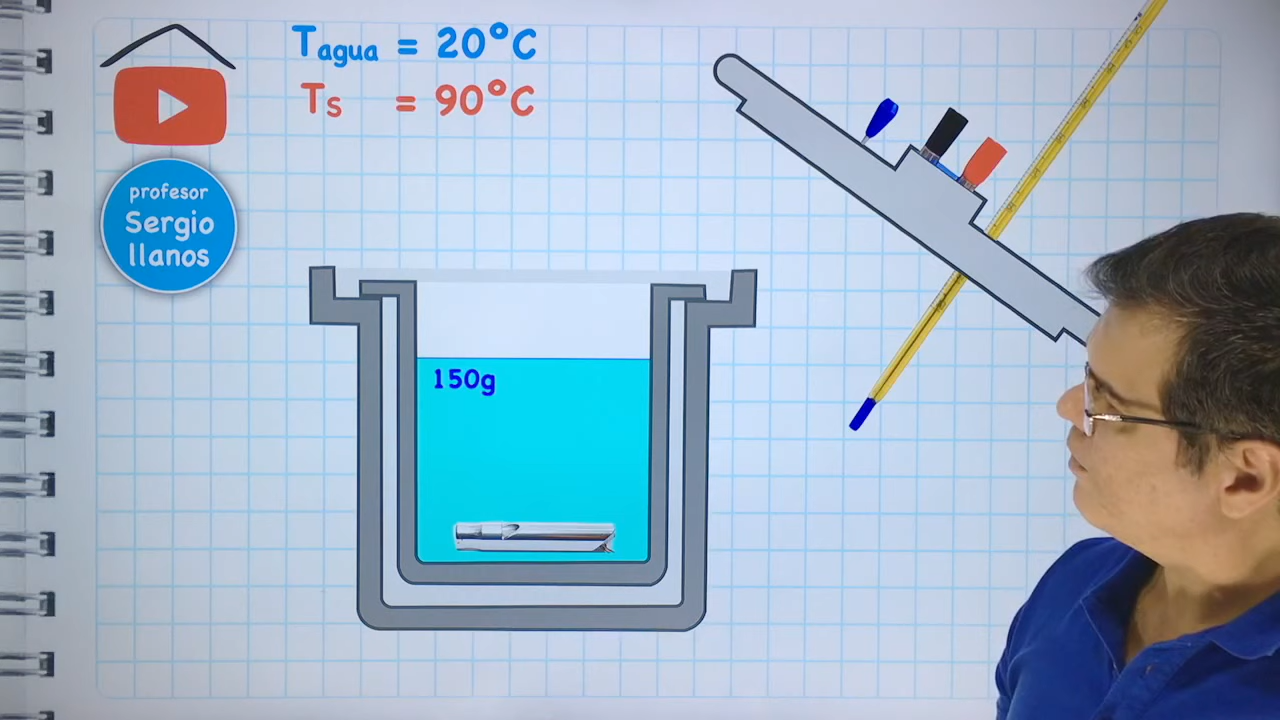 Tagua = 20°C
Ts = 90°C
profesor
Sergio
llanos
150g